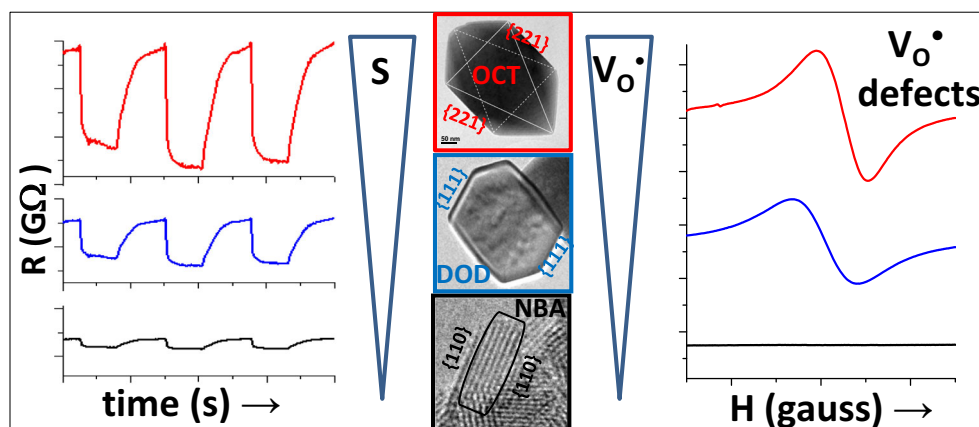 R (GΩ)
time (s) →
S
{221}
OCT
{221}
50 nm
{111}
{111}
DOD
NBA
{110}
{110}
Vo•
Vo•
defects
H (gauss) →